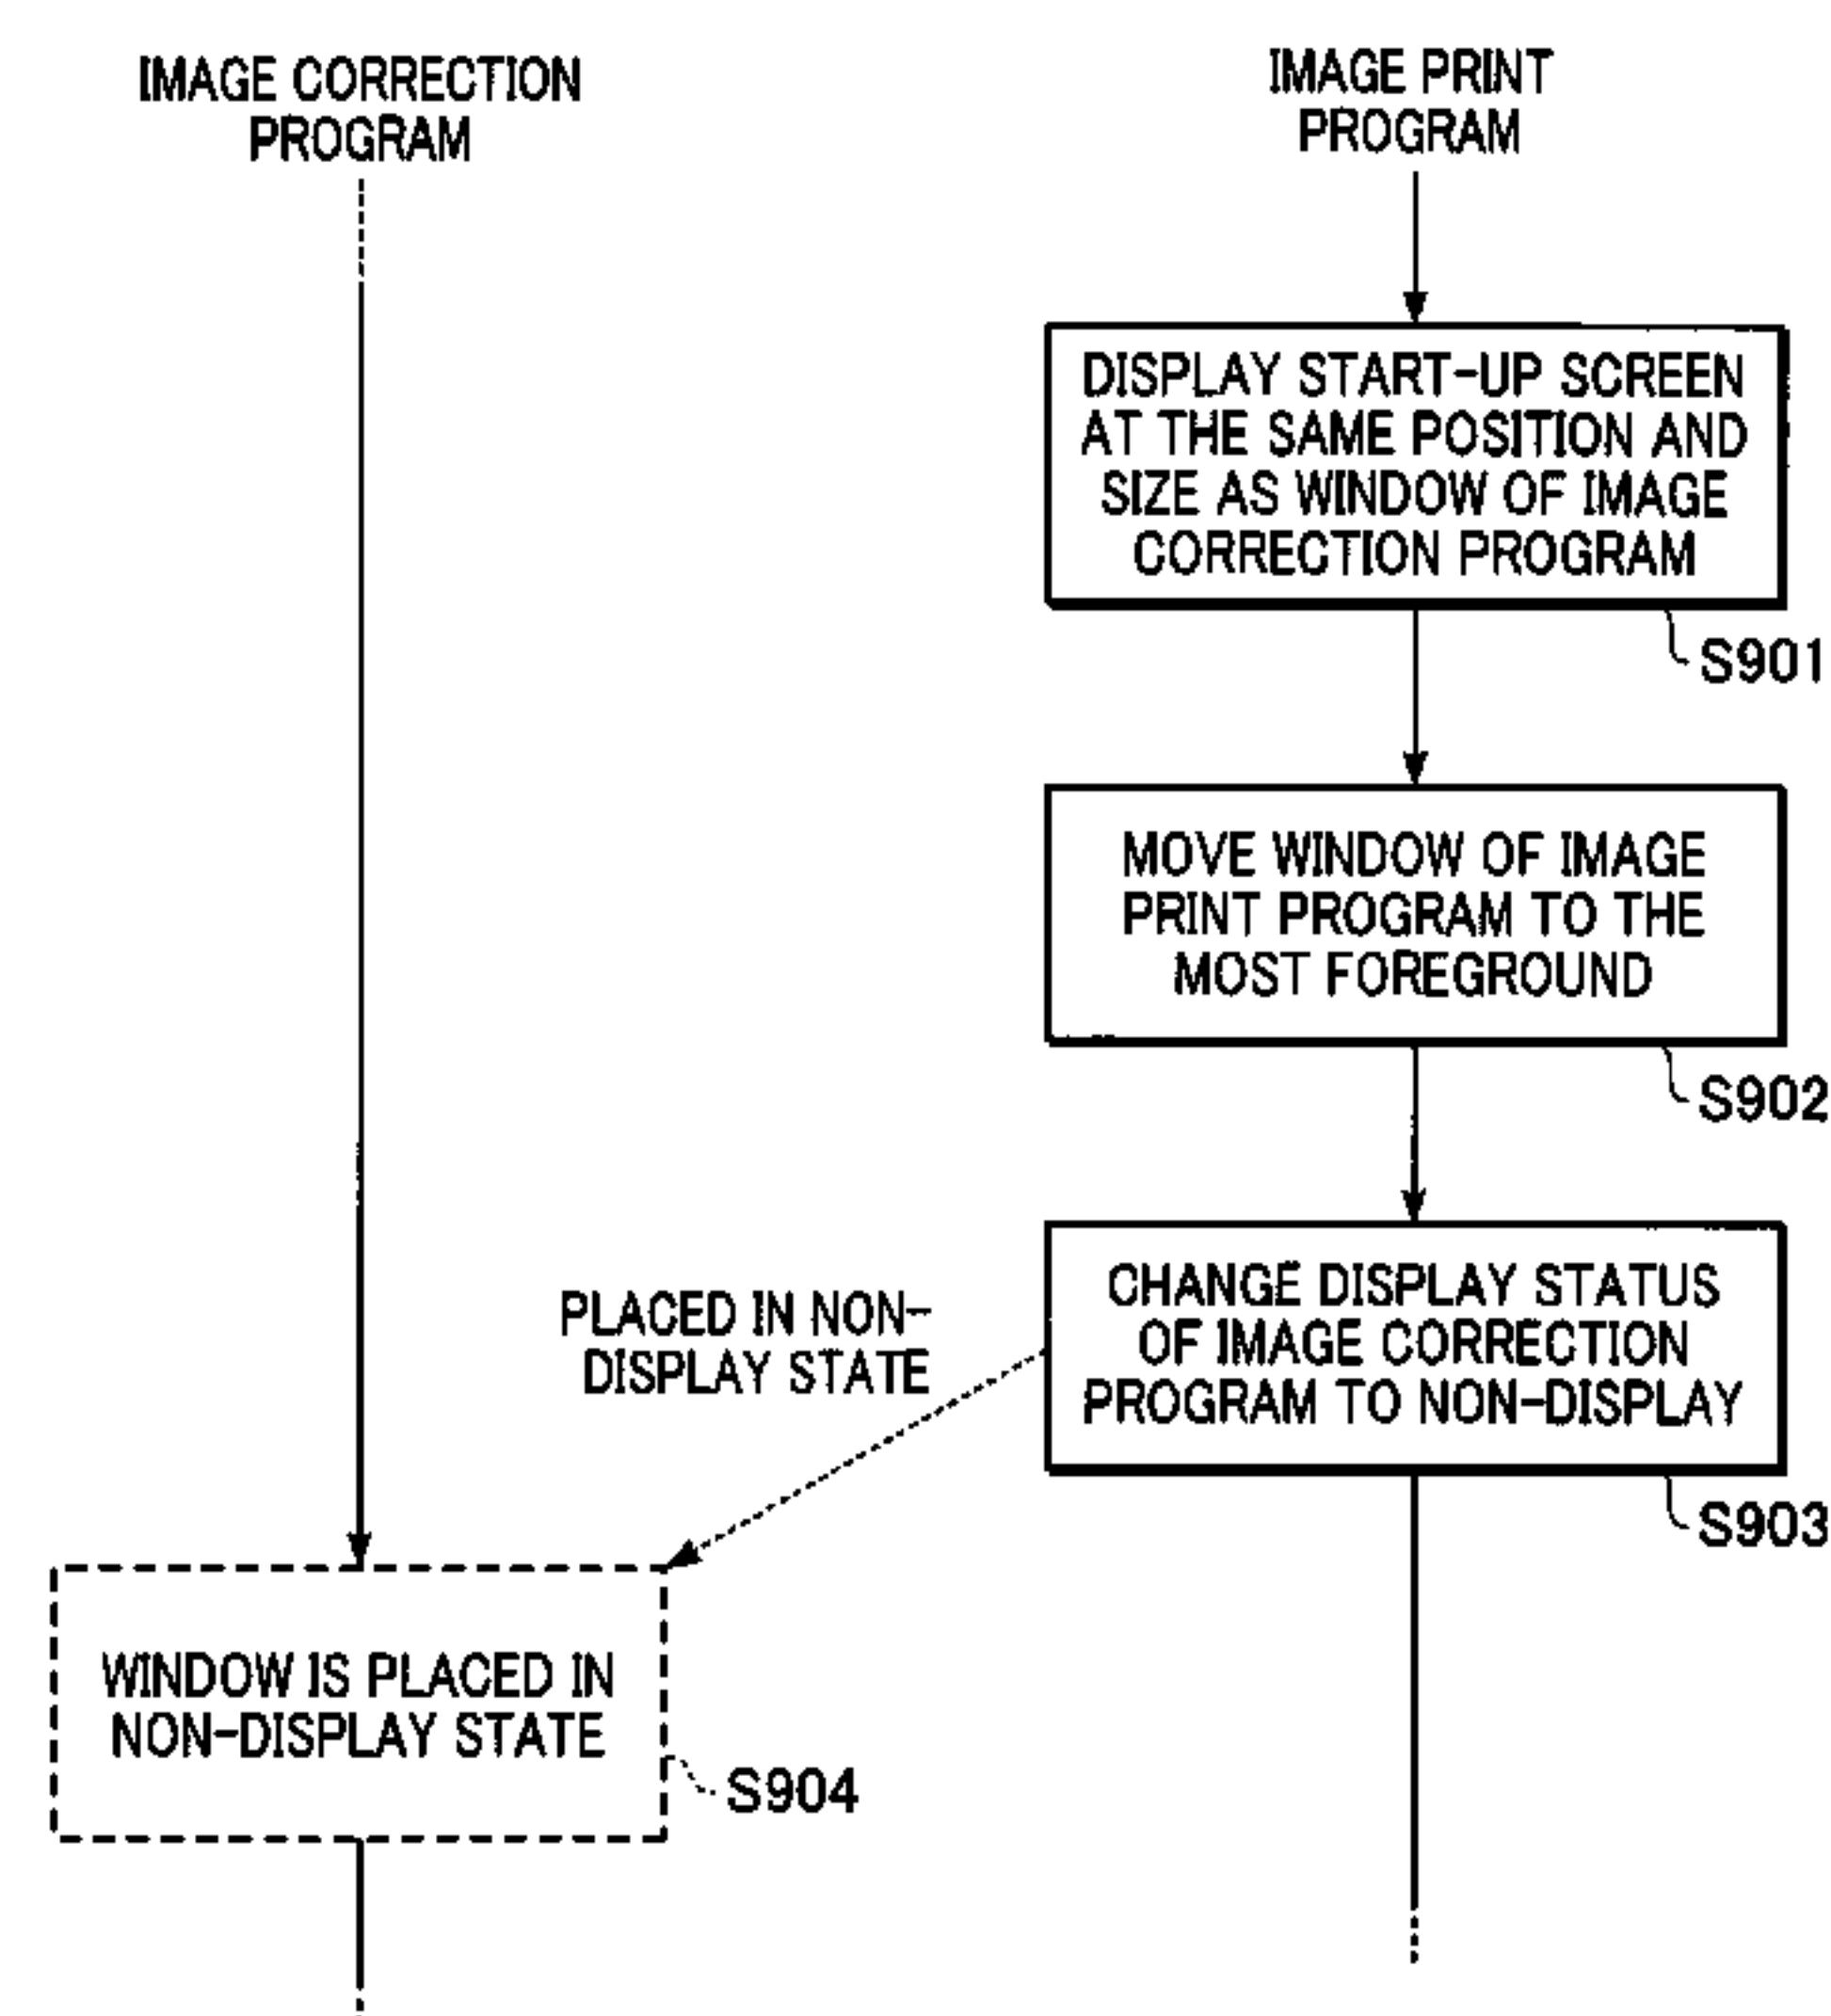 IMAGE CORRECTION
PROGRAM
IMAGE PRINT
PROGRAM
DISPLAY START-UP SCREEN
AT THE SAME POSITION AND
SIZE AS WINDOW OF IMAGE
CORRECTION PROGRAM
S901
MOVE WINDOW OF IMAGE
PRINT PROGRAM TO THE
MOST FOREGROUND
S902
CHANGE DISPLAY STATUS
OF IMAGE CORRECTION
PROGRAM TO NON-DISPLAY
S903
PLACED IN NON-
DISPLAY STATE
WINDOW IS PLACED IN
NON-DISPLAY STATE
S904